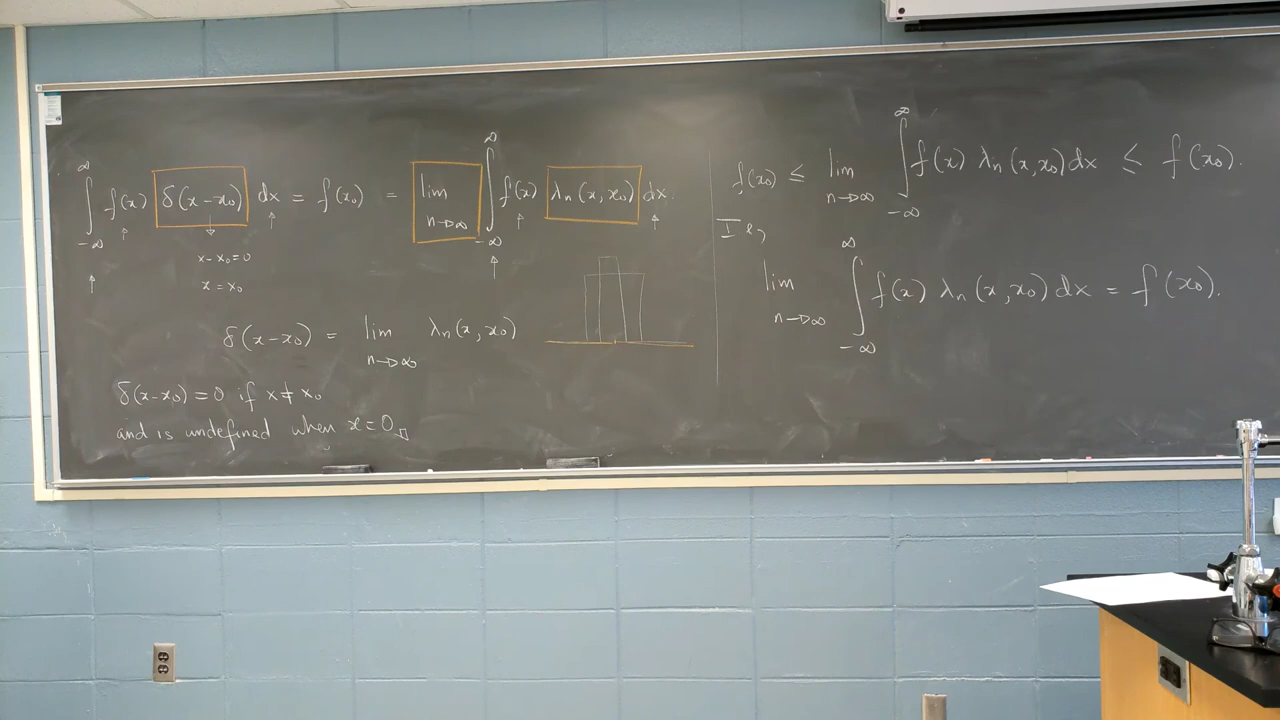 ∫_{-∞}^{∞} f(x) δ(x-x₀) dx = f(x₀) = lim_{n→∞} ∫_{-∞}^{∞} f(x) λₙ(x,x₀) dx.
x-x₀=0
x=x₀
δ(x-x₀) = lim_{n→∞} λₙ(x,x₀)
δ(x-x₀)=0 if x≠x₀
and is undefined when x=0
f(x₀) ≤ lim_{n→∞} ∫_{-∞}^{∞} f(x) λₙ(x,x₀)dx ≤ f(x₀).
Ie,
lim_{n→∞} ∫_{-∞}^{∞} f(x) λₙ(x,x₀)dx = f(x₀).